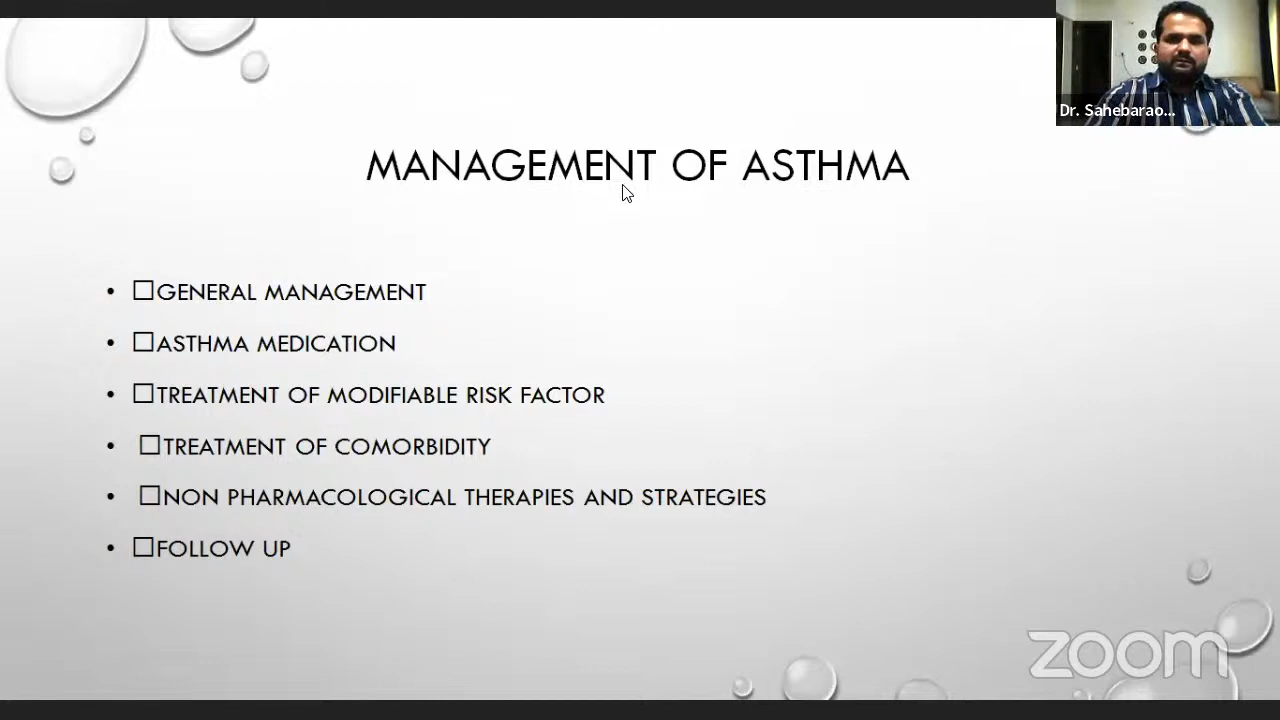 Dr. Sahebarao...
MANAGEMENT OF ASTHMA
• ☐GENERAL MANAGEMENT
• ☐ASTHMA MEDICATION
• ☐TREATMENT OF MODIFIABLE RISK FACTOR
• ☐TREATMENT OF COMORBIDITY
• ☐NON PHARMACOLOGICAL THERAPIES AND STRATEGIES
• ☐FOLLOW UP
zoom